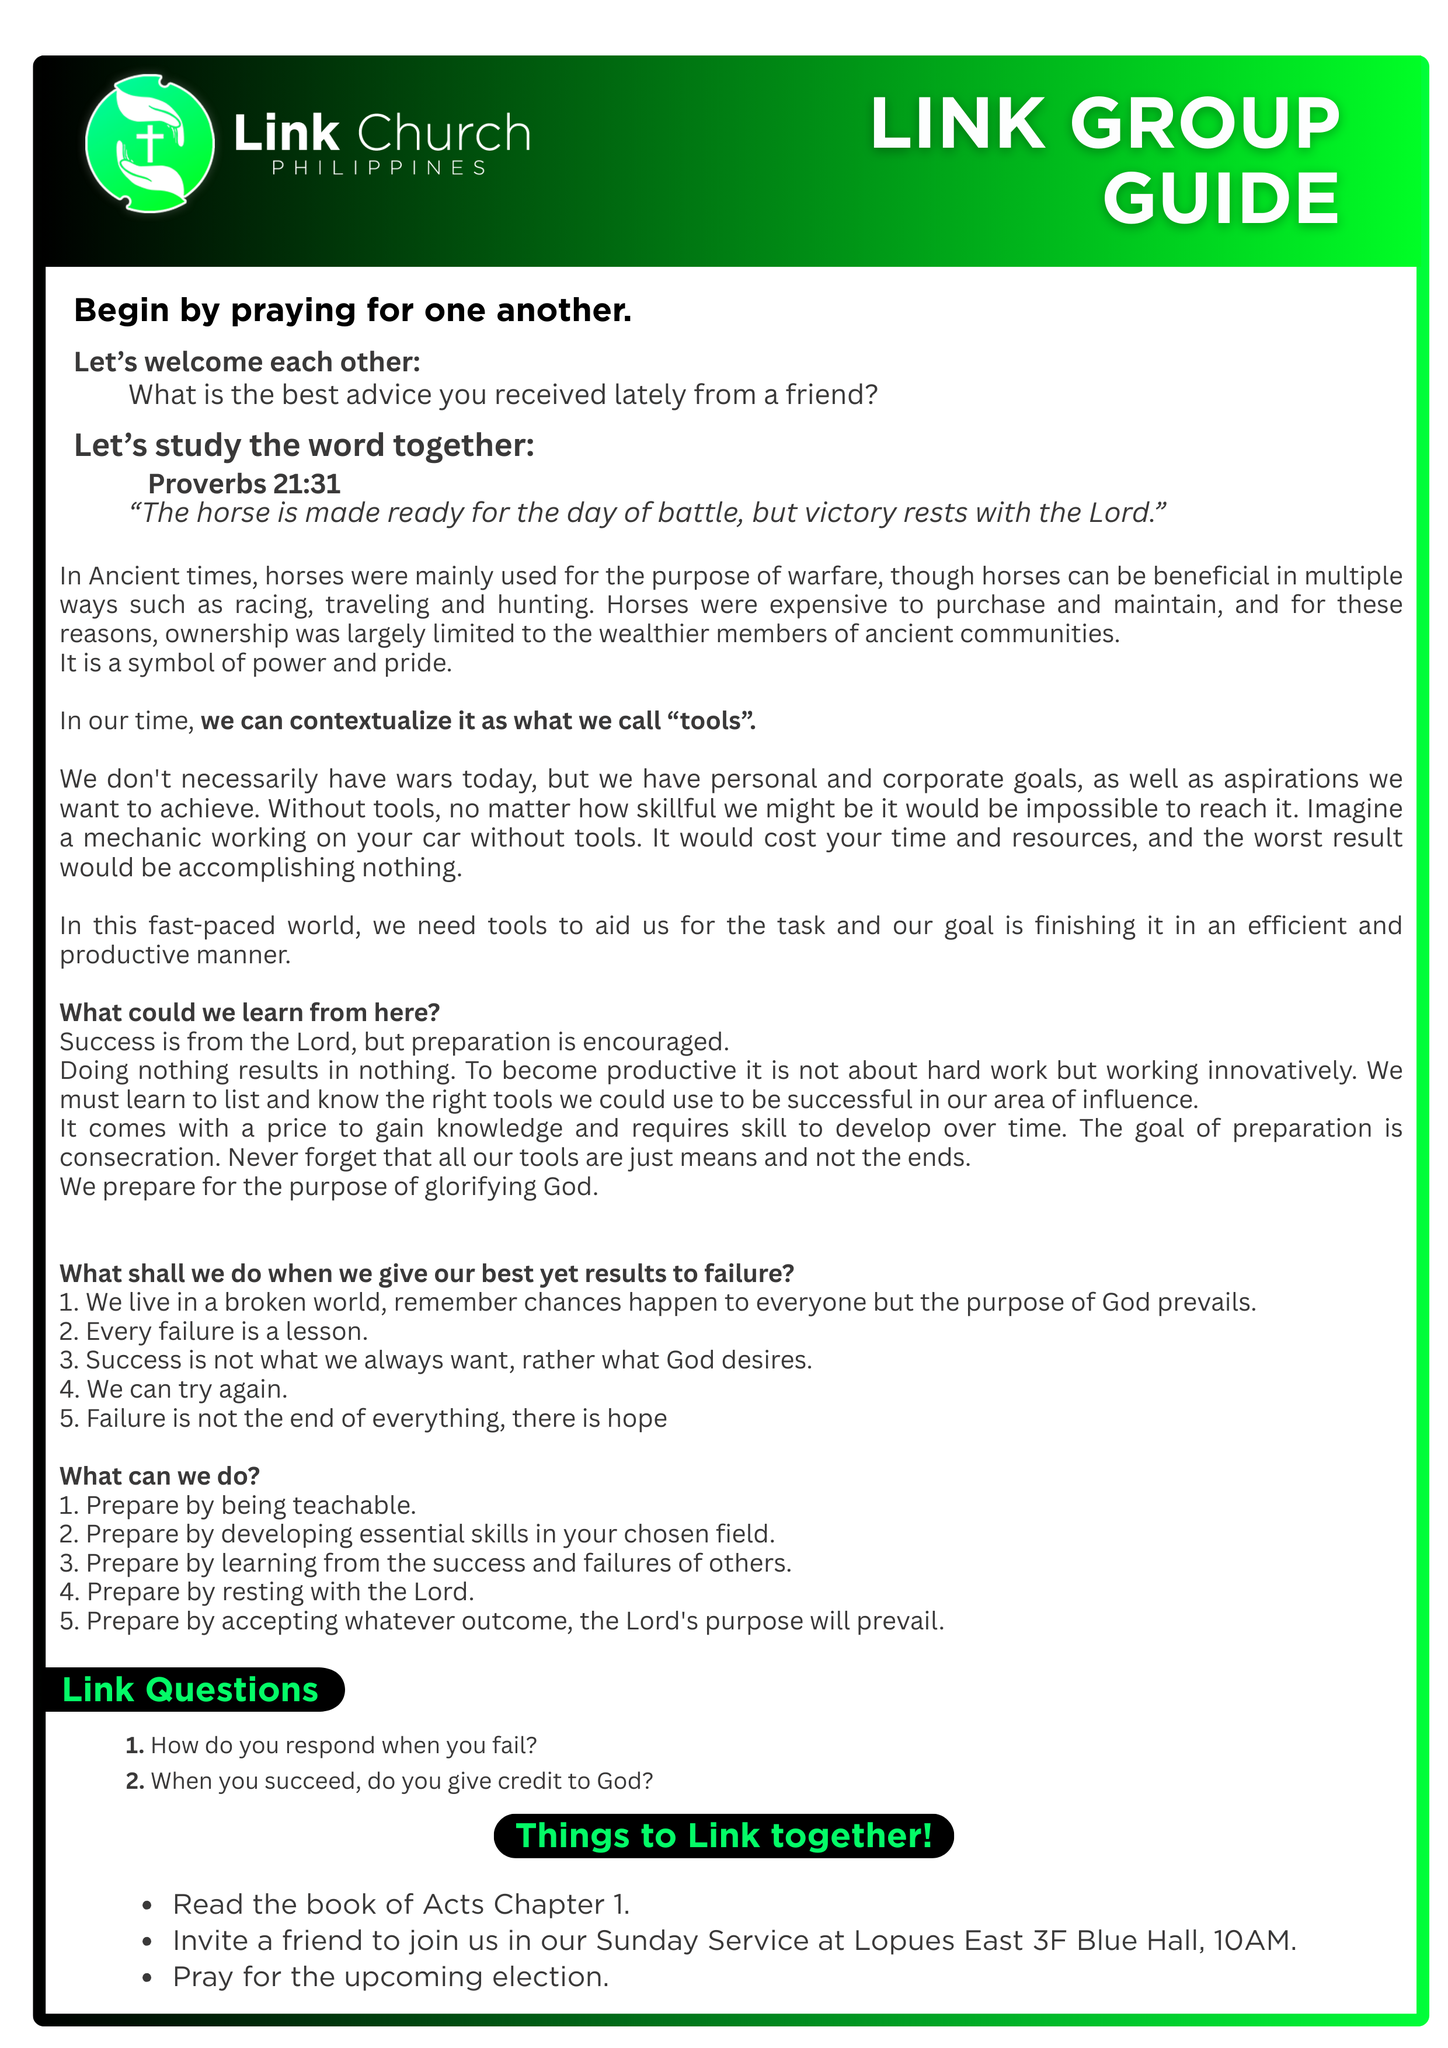 Link Church
PHILIPPINES
LINK GROUP
GUIDE
Begin by praying for one another.
Let’s welcome each other:
What is the best advice you received lately from a friend?
Let’s study the word together:
Proverbs 21:31
“The horse is made ready for the day of battle, but victory rests with the Lord.”
In Ancient times, horses were mainly used for the purpose of warfare, though horses can be beneficial in multiple
ways such as racing, traveling and hunting. Horses were expensive to purchase and maintain, and for these
reasons, ownership was largely limited to the wealthier members of ancient communities.
It is a symbol of power and pride.
In our time, we can contextualize it as what we call “tools”.
We don't necessarily have wars today, but we have personal and corporate goals, as well as aspirations we
want to achieve. Without tools, no matter how skillful we might be it would be impossible to reach it. Imagine
a mechanic working on your car without tools. It would cost your time and resources, and the worst result
would be accomplishing nothing.
In this fast-paced world, we need tools to aid us for the task and our goal is finishing it in an efficient and
productive manner.
What could we learn from here?
Success is from the Lord, but preparation is encouraged.
Doing nothing results in nothing. To become productive it is not about hard work but working innovatively. We
must learn to list and know the right tools we could use to be successful in our area of influence.
It comes with a price to gain knowledge and requires skill to develop over time. The goal of preparation is
consecration. Never forget that all our tools are just means and not the ends.
We prepare for the purpose of glorifying God.
What shall we do when we give our best yet results to failure?
1. We live in a broken world, remember chances happen to everyone but the purpose of God prevails.
2. Every failure is a lesson.
3. Success is not what we always want, rather what God desires.
4. We can try again.
5. Failure is not the end of everything, there is hope
What can we do?
1. Prepare by being teachable.
2. Prepare by developing essential skills in your chosen field.
3. Prepare by learning from the success and failures of others.
4. Prepare by resting with the Lord.
5. Prepare by accepting whatever outcome, the Lord's purpose will prevail.
Link Questions
1. How do you respond when you fail?
2. When you succeed, do you give credit to God?
Things to Link together!
• Read the book of Acts Chapter 1.
• Invite a friend to join us in our Sunday Service at Lopues East 3F Blue Hall, 10AM.
• Pray for the upcoming election.